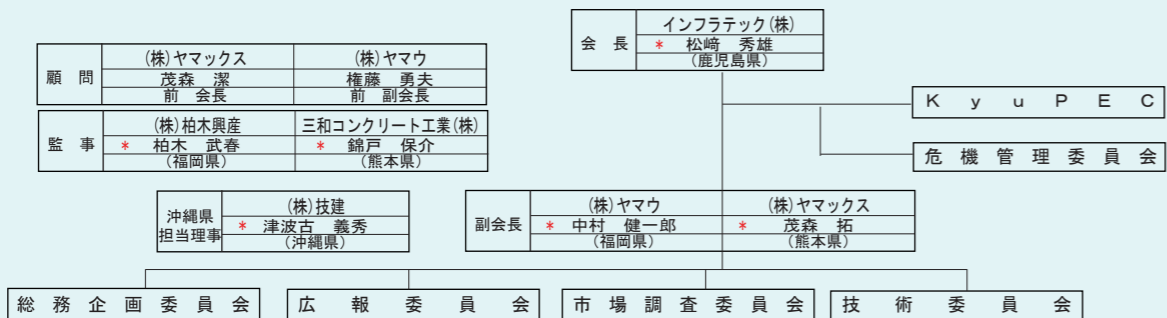 インフラテック(株)
会 長
* 松﨑 秀雄
(鹿児島県)
(株)ヤマックス
(株)ヤマウ
顧 問
茂森 潔
権藤 勇夫
前 会長
前 副会長
KyuPEC
(株)柏木興産
三和コンクリート工業(株)
監 事
* 柏木 武春
* 錦戸 保介
(福岡県)
(熊本県)
危機管理委員会
(株)技建
沖縄県
担当理事
* 津波古 義秀
(沖縄県)
(株)ヤマウ
(株)ヤマックス
副会長
* 中村 健一郎
* 茂森 拓
(福岡県)
(熊本県)
総務企画委員会
広報委員会
市場調査委員会
技術委員会